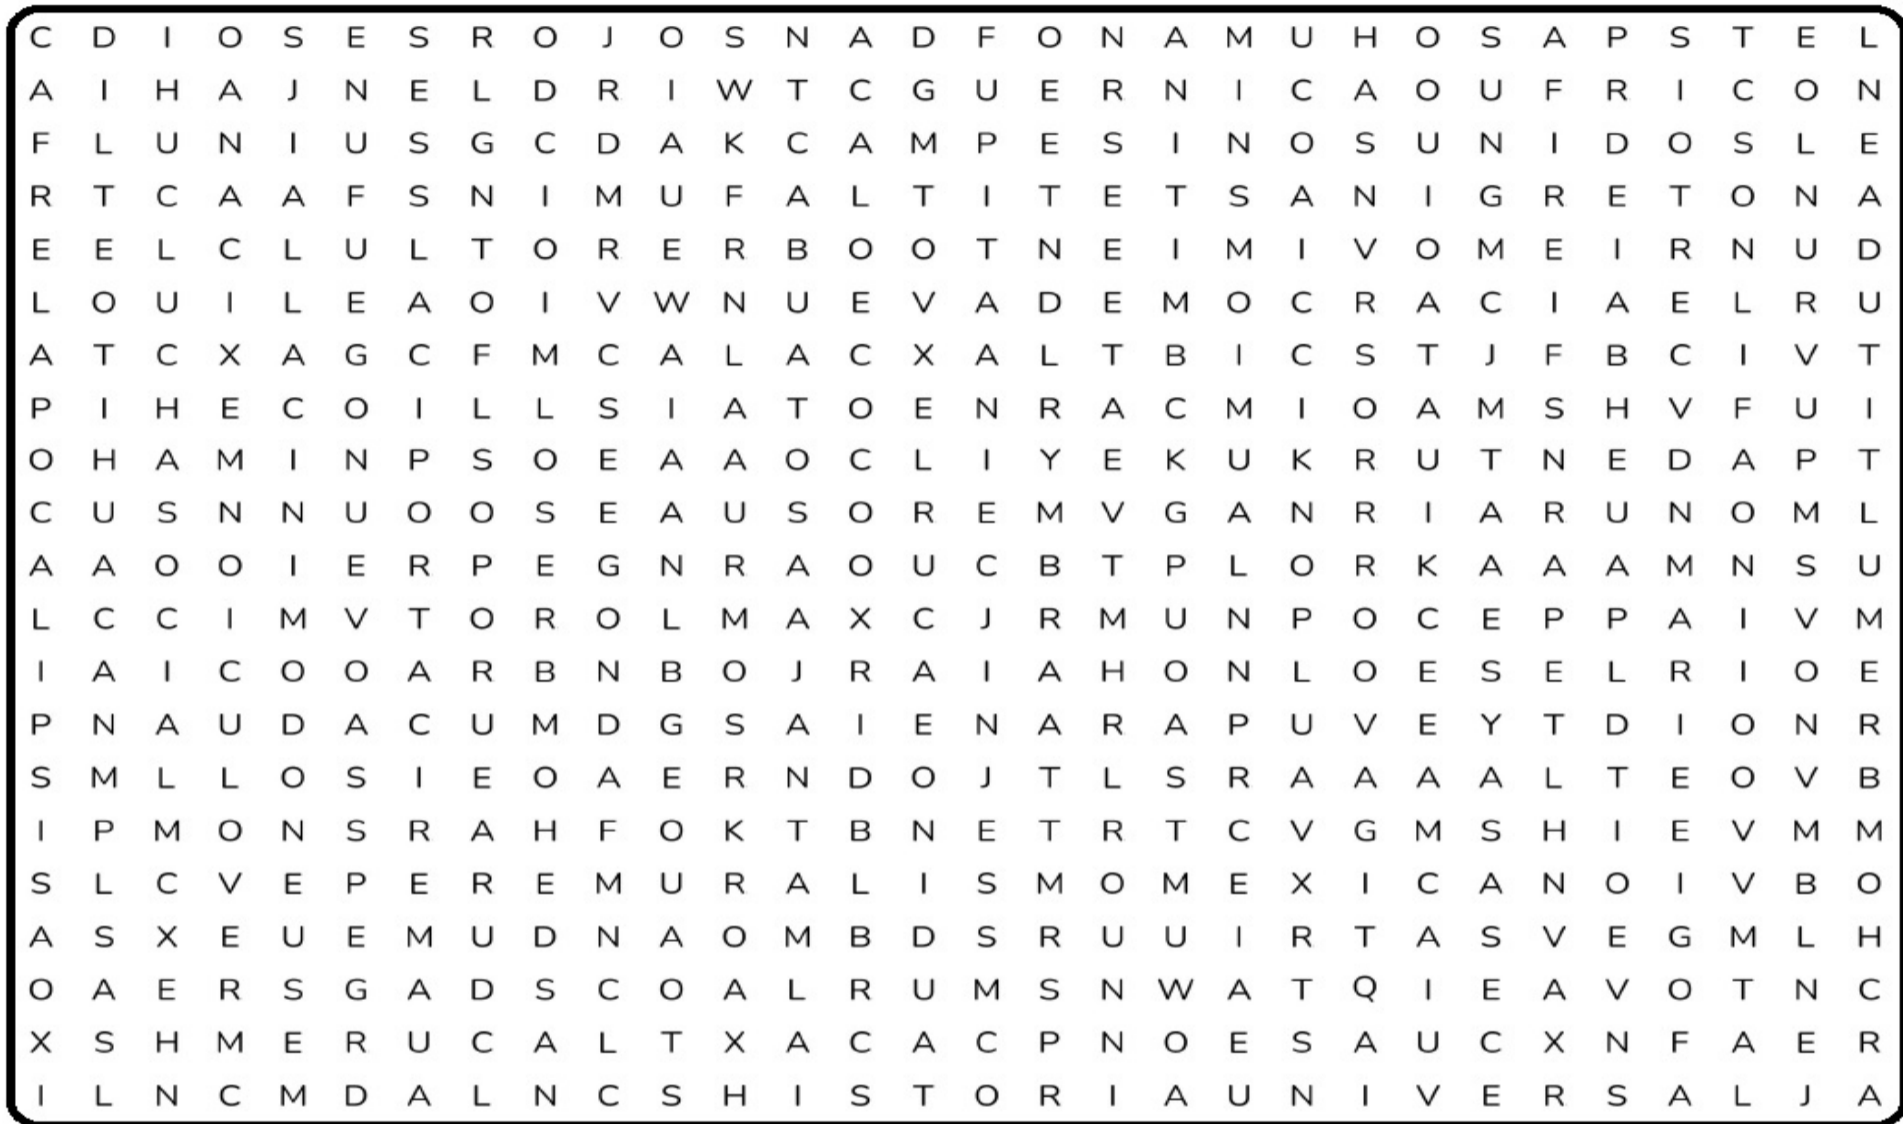 C D I O S E S R O J O S N A D F O N A M U H O S A P S T E L
A I H A J N E L D R I W T C G U E R N I C A O U F R I C O N
F L U N I U S G C D A K C A M P E S I N O S U N I D O S L E
R T C A A F S N I M U F A L T I T E T S A N I G R E T O N A
E E L C L U L T O R E R B O O T N E I M I V O M E I R N U D
L O U I L E A O I V W N U E V A D E M O C R A C I A E L R U
A T C X A G C F M C A L A C X A L T B I C S T J F B C I V T
P I H E C O I L L S I A T O E N R A C M I O A M S H V F U I
O H A M I N P S O E A A O C L I Y E K U K R U T N E D A P T
C U S N N U O O S E A U S O R E M V G A N R I A R U N O M L
A A O O I E R P E G N R A O U C B T P L O R K A A A M N S U
L C C I M V T O R O L M A X C J R M U N P O C E P P A I V M
I A I C O O A R B N B O J R A I A H O N L O E S E L R I O E
P N A U D A C U M D G S A I E N A R A P U V E Y T D I O N R
S M L L O S I E O A E R N D O J T L S R A A A A L T E O V B
I P M O N S R A H F O K T B N E T R T C V G M S H I E V M M
S L C V E P E R E M U R A L I S M O M E X I C A N O I V B O
A S X E U E M U D N A O M B D S R U U I R T A S V E G M L H
O A E R S G A D S C O A L R U M S N W A T Q I E A V O T N C
X S H M E R U C A L T X A C A C P N O E S A U C X N F A E R
I L N C M D A L N C S H I S T O R I A U N I V E R S A L J A